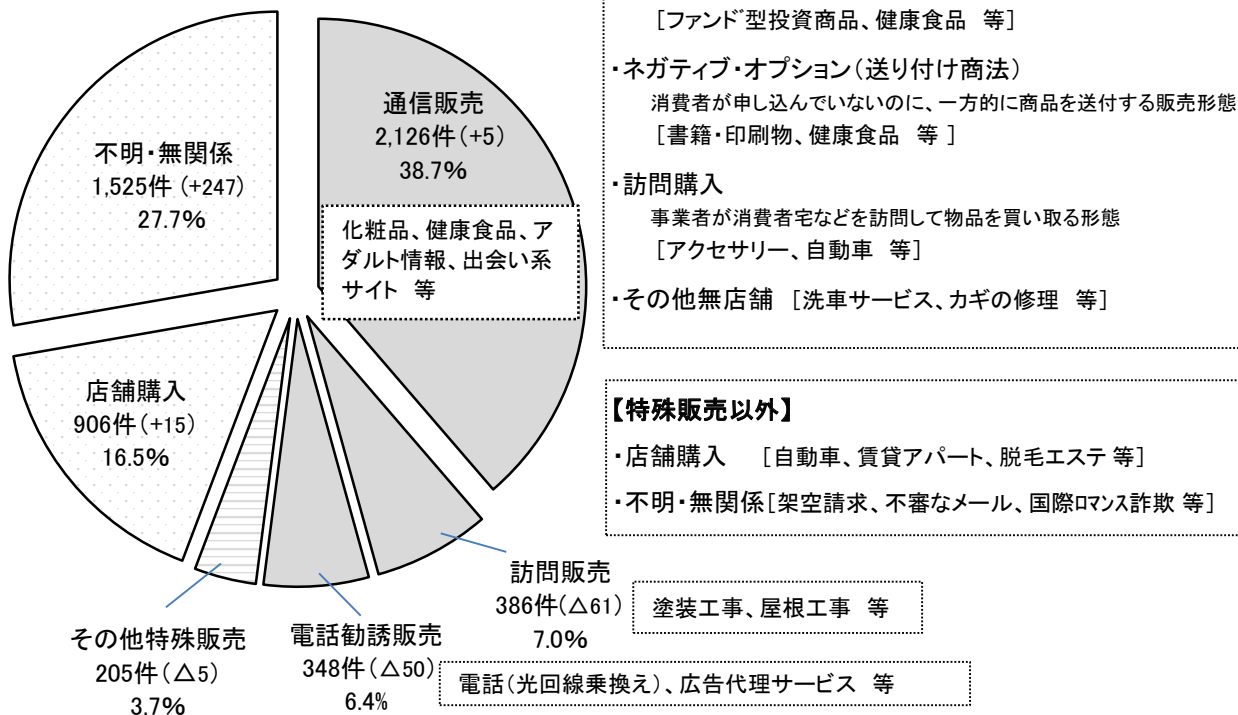 通信販売
2,126件(+5)
38.7%
化粧品、健康食品、ア
ダルト情報、出会い系
サイト 等
不明・無関係
1,525件 (+247)
27.7%
店舗購入
906件(+15)
16.5%
その他特殊販売
205件(△5)
3.7%
電話勧誘販売
348件(△50)
6.4%
電話(光回線乗換え)、広告代理サービス 等
訪問販売
386件(△61)
7.0%
塗装工事、屋根工事 等
[ファンド型投資商品、健康食品 等]
・ネガティブ・オプション(送り付け商法)
消費者が申し込んでいないのに、一方的に商品を送付する販売形態
[書籍・印刷物、健康食品 等 ]
・訪問購入
事業者が消費者宅などを訪問して物品を買い取る形態
[アクセサリー、自動車 等]
・その他無店舗 [洗車サービス、カギの修理 等]
【特殊販売以外】
・店舗購入 [自動車、賃貸アパート、脱毛エステ 等]
・不明・無関係[架空請求、不審なメール、国際ロマンス詐欺 等]